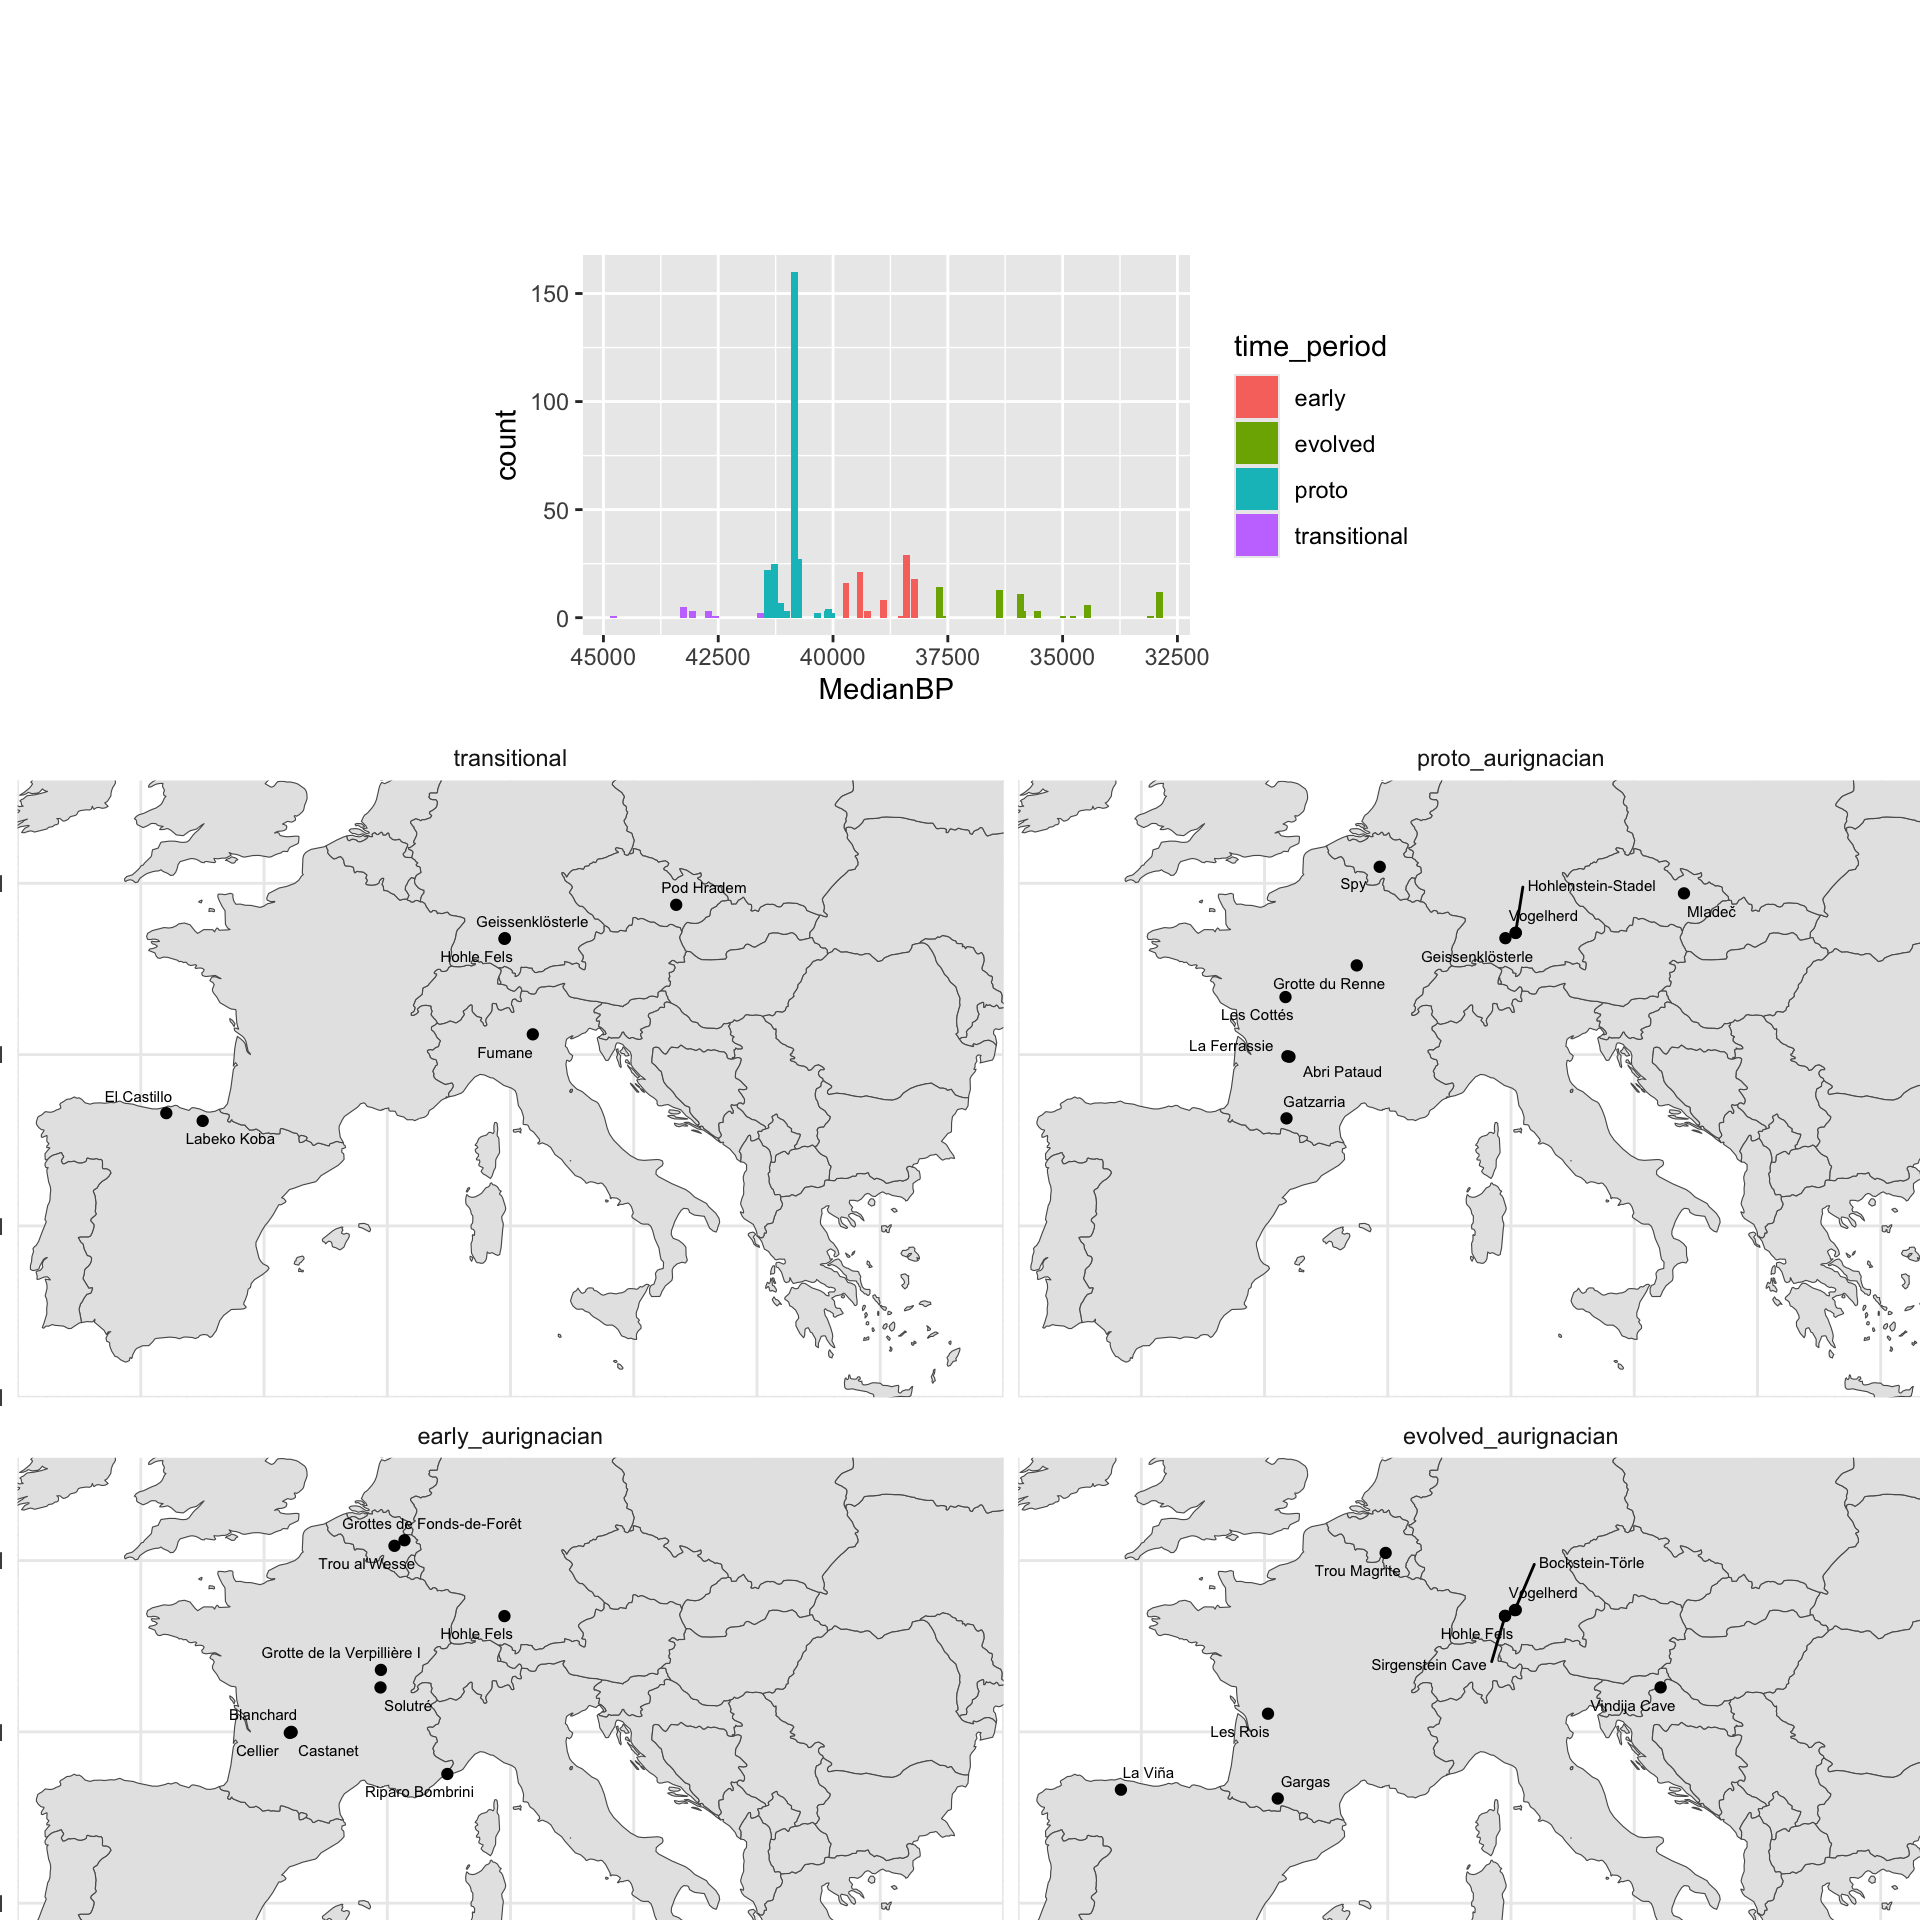 150
100
50
0
count
45000 42500 40000 37500 35000 32500
MedianBP
time_period
early
evolved
proto
transitional
transitional
Pod Hradem
Geissenklösterle
Hohle Fels
Fumane
El Castillo
Labeko Koba
proto_aurignacian
Spy
Hohlenstein-Stadel
Vogelherd
Mladeč
Geissenklösterle
Grotte du Renne
Les Cottés
La Ferrassie
Abri Pataud
Gatzarria
early_aurignacian
Grottes de Fonds-de-Forêt
Trou al'Wesse
Hohle Fels
Grotte de la Verpillière I
Solutré
Blanchard
Cellier
Castanet
Riparo Bombrini
evolved_aurignacian
Trou Magrite
Bockstein-Törle
Vogelherd
Hohle Fels
Sirgenstein Cave
Vindija Cave
Les Rois
La Viña
Gargas